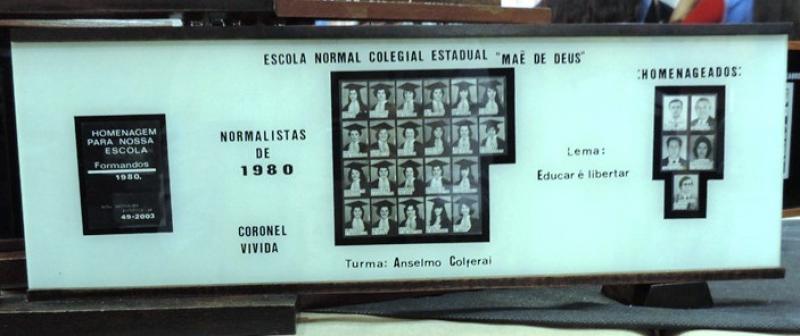 ESCOLA NORMAL COLEGIAL ESTADUAL "MAÊ DE DEUS"
:HOMENAGEADOS:
HOMENAGEM
PARA NOSSA
ESCOLA
Formandos
1980,
49-2003
NORMALISTAS
DE
1980
CORONEL
VIVIDA
Turma: Anselmo Colferai
Lema:
Educar é libertar